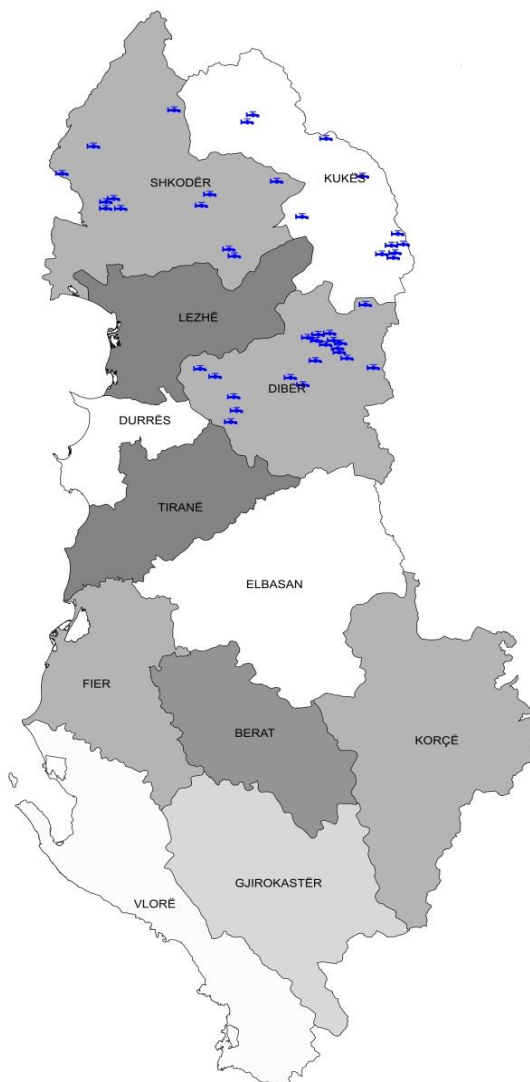 SHKODËR
KUKËS
LEZHË
DIBËR
DURRËS
TIRANË
ELBASAN
FIER
BERAT
KORÇË
GJIROKASTËR
VLORË